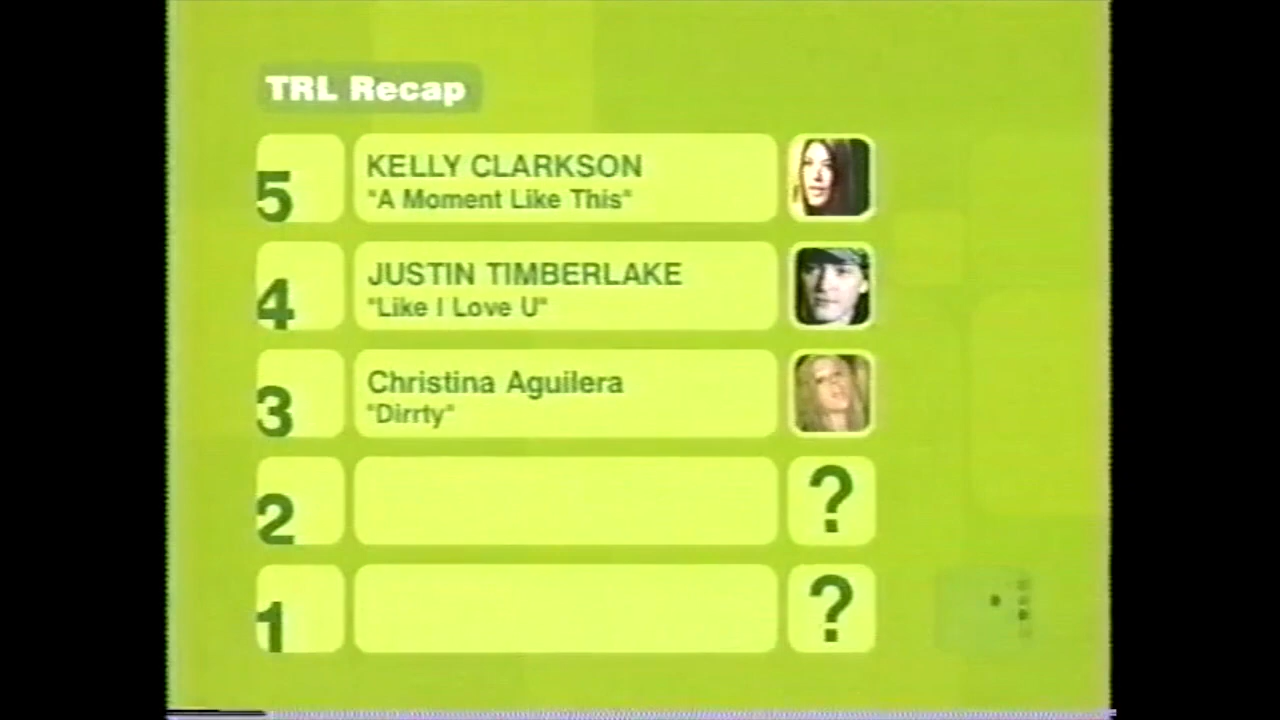 TRL Recap
5
KELLY CLARKSON
"A Moment Like This"
4
JUSTIN TIMBERLAKE
"Like I Love U"
3
Christina Aguilera
"Dirrty"
2
?
1
?